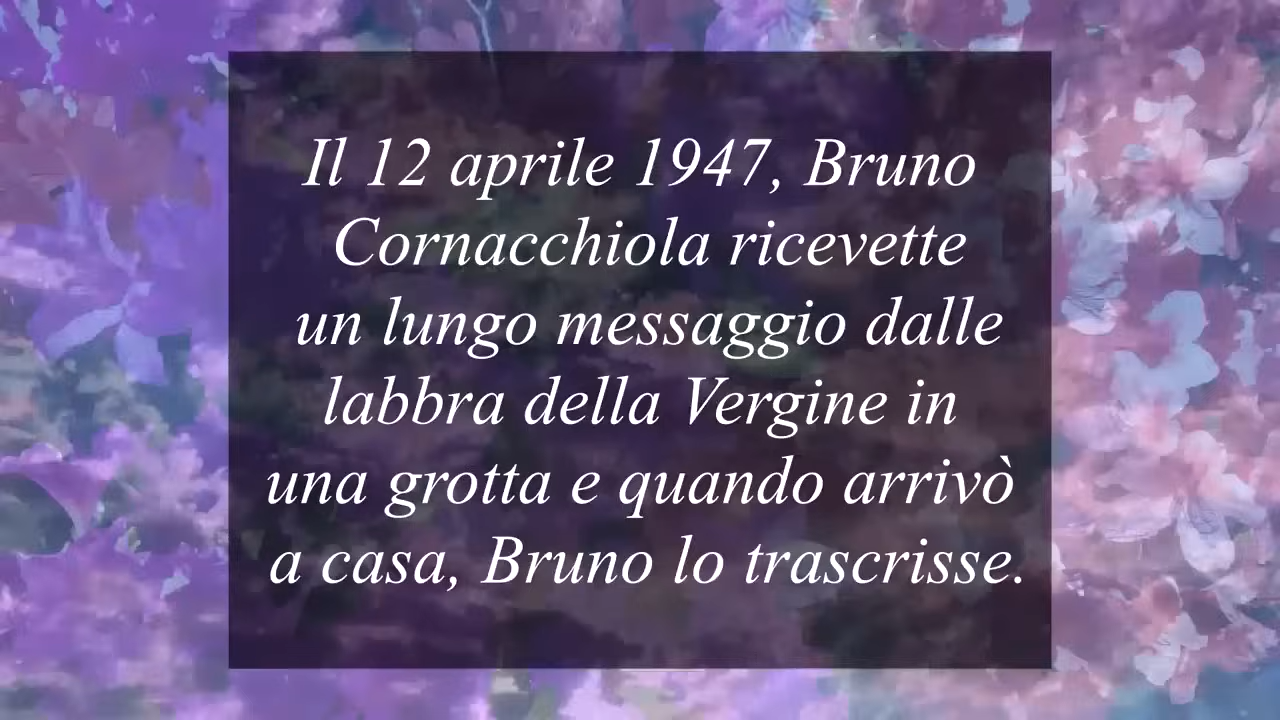 Il 12 aprile 1947, Bruno
Cornacchiola ricevette
un lungo messaggio dalle
labbra della Vergine in
una grotta e quando arrivò
a casa, Bruno lo trascrisse.